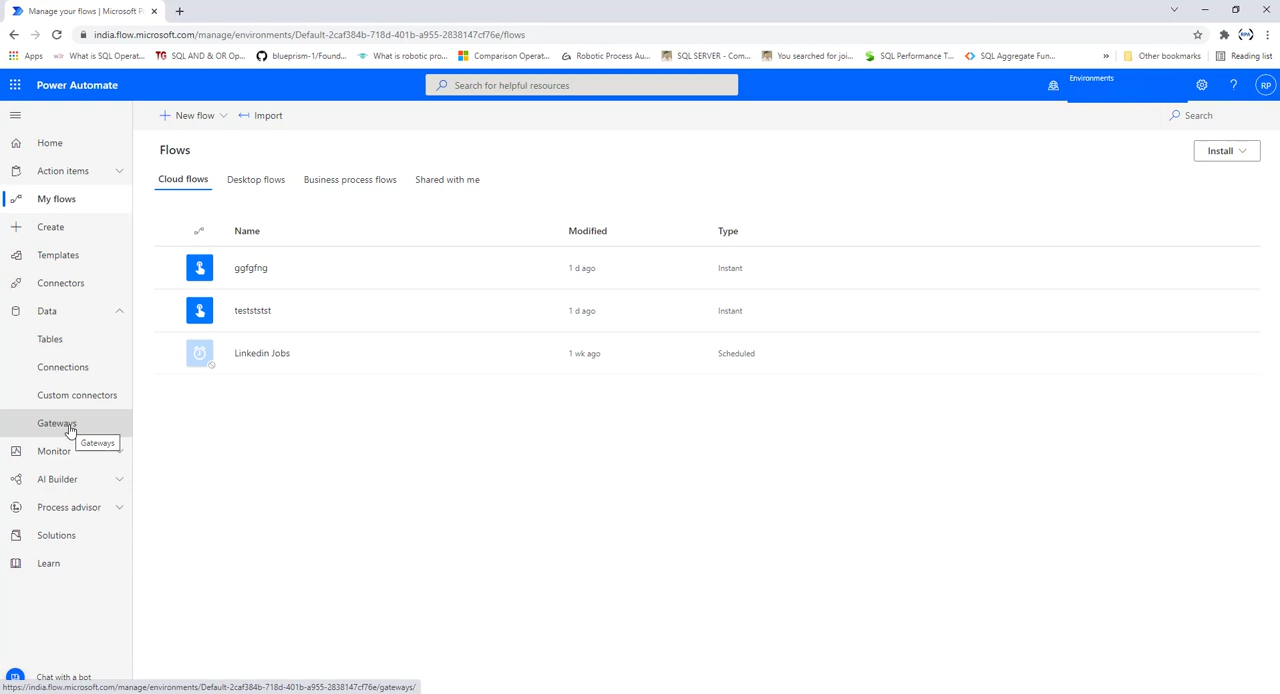 Manage your flows | Microsoft P
india.flow.microsoft.com/manage/environments/Default-2caf384b-718d-401b-a955-2838147cf76e/flows
Apps What is SQL Operat... TG SQL AND & OR Op... blueprism-1/Found... What is robotic pro... Comparison Operat... Robotic Process Au... SQL SERVER - Com... You searched for joi... SQL Performance T... SQL Aggregate Fun... » Other bookmarks Reading list
Power Automate
Search for helpful resources
Environments
? RP
New flow Import Search
Home
Action items
My flows
Create
Templates
Connectors
Data
Tables
Connections
Custom connectors
Gateways
Gateways
Monitor
AI Builder
Process advisor
Solutions
Learn
Chat with a bot
Flows
Install
Cloud flows Desktop flows Business process flows Shared with me
Name Modified Type
ggfgfng 1 d ago Instant
testststst 1 d ago Instant
Linkedin Jobs 1 wk ago Scheduled
https://india.flow.microsoft.com/manage/environments/Default-2caf384b-718d-401b-a955-2838147cf76e/gateways/